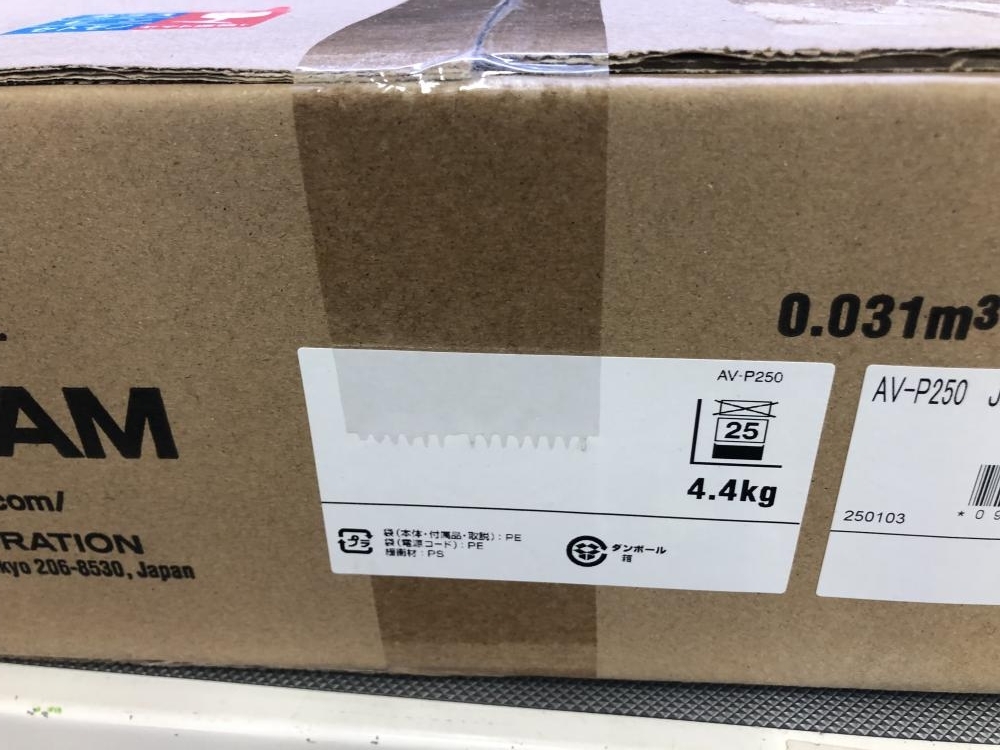 0.031m³
AM
com/
RATION
kyo 206-8530, Japan
AV-P250
25
4.4kg
プラ
袋(本体・付属品・取説):PE
袋(電源コード):PE
緩衝材:PS
ダンボール
箱
AV-P250 J
250103
* 0 9